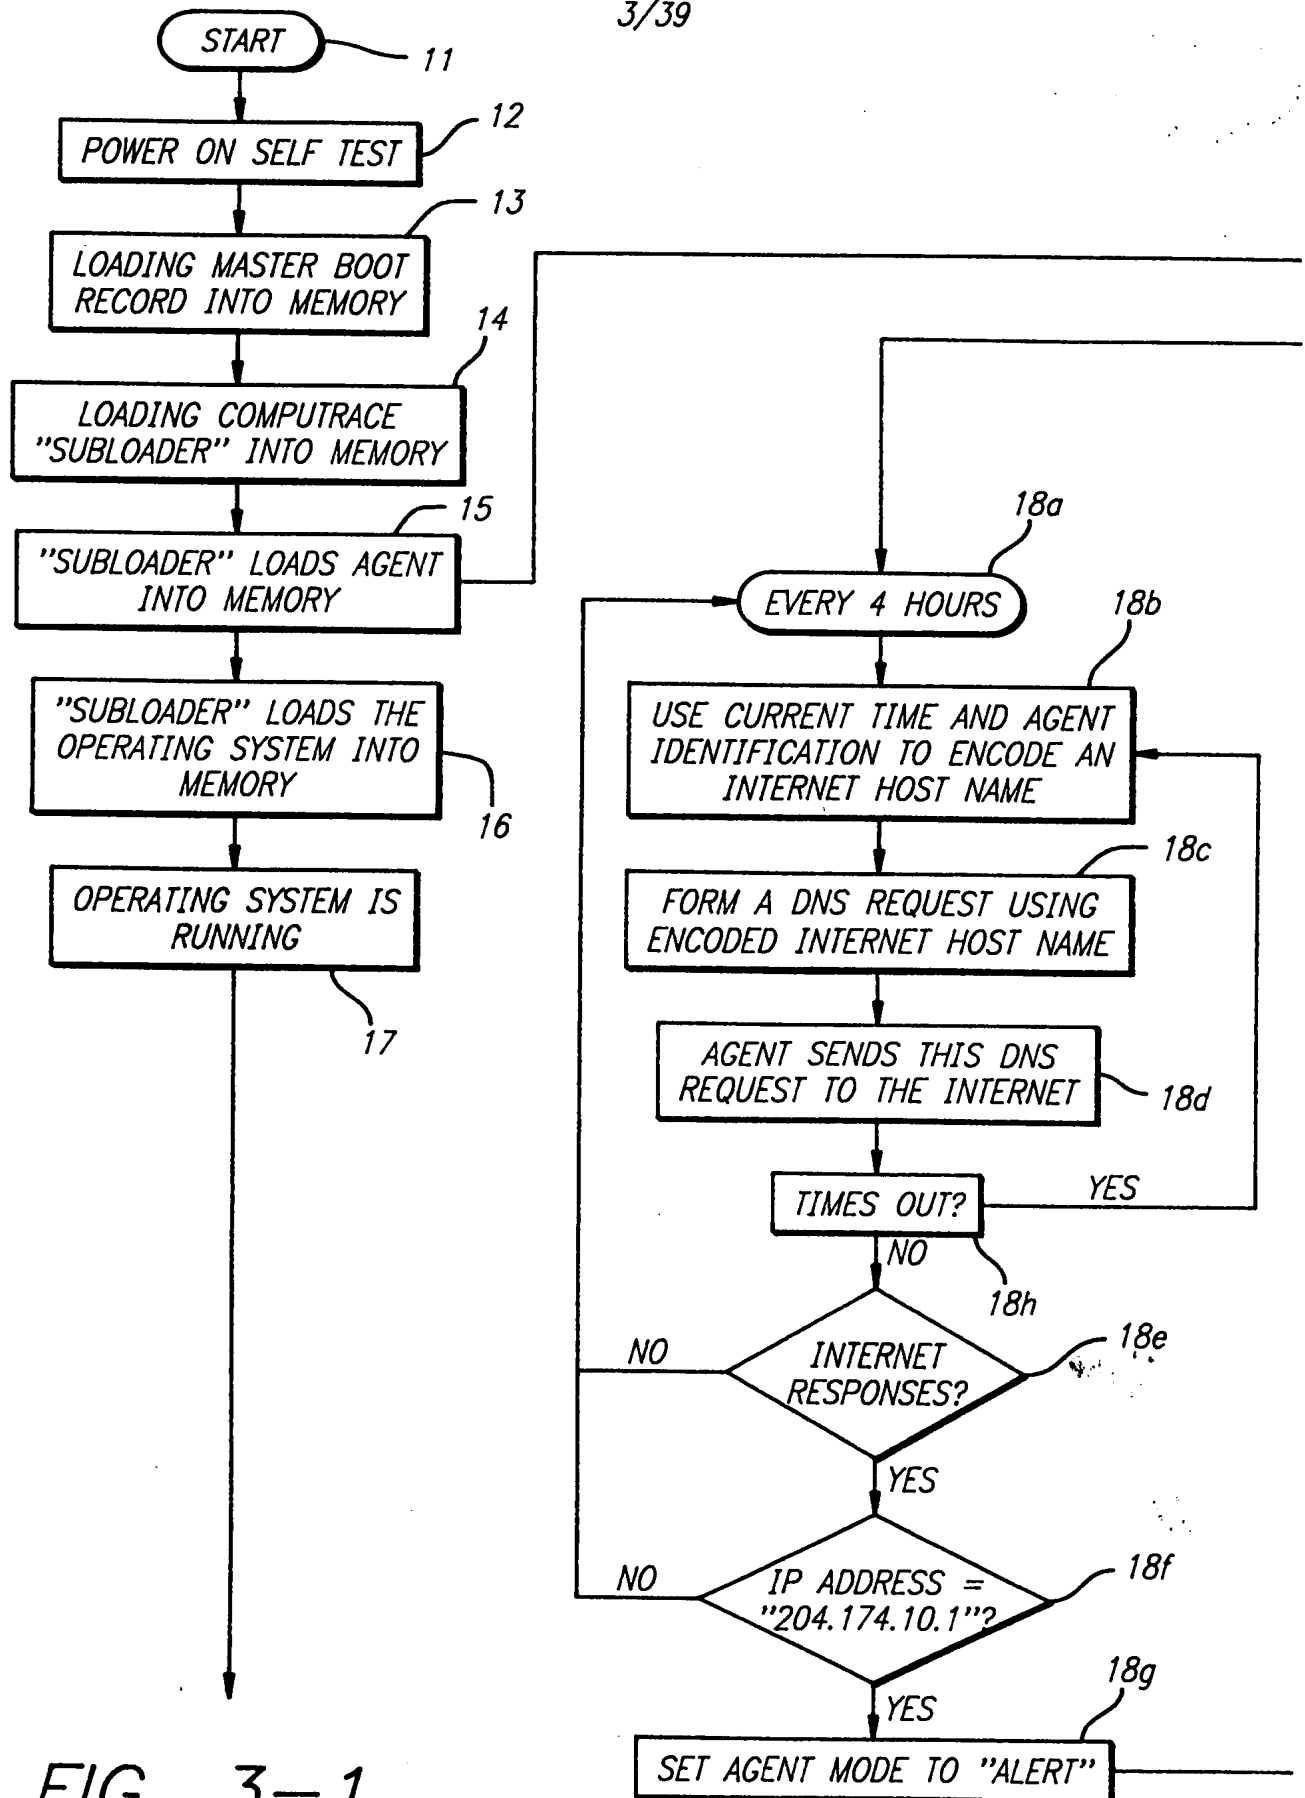 3/39
START
11
POWER ON SELF TEST
12
LOADING MASTER BOOT
RECORD INTO MEMORY
13
LOADING COMPUTRACE
"SUBLOADER" INTO MEMORY
14
"SUBLOADER" LOADS AGENT
INTO MEMORY
15
"SUBLOADER" LOADS THE
OPERATING SYSTEM INTO
MEMORY
16
OPERATING SYSTEM IS
RUNNING
17
EVERY 4 HOURS
18a
USE CURRENT TIME AND AGENT
IDENTIFICATION TO ENCODE AN
INTERNET HOST NAME
18b
FORM A DNS REQUEST USING
ENCODED INTERNET HOST NAME
18c
AGENT SENDS THIS DNS
REQUEST TO THE INTERNET
18d
TIMES OUT?
YES
NO
18h
INTERNET
RESPONSES?
NO
18e
YES
IP ADDRESS =
"204.174.10.1"?
NO
18f
YES
SET AGENT MODE TO "ALERT"
18g
FIG. 3-1